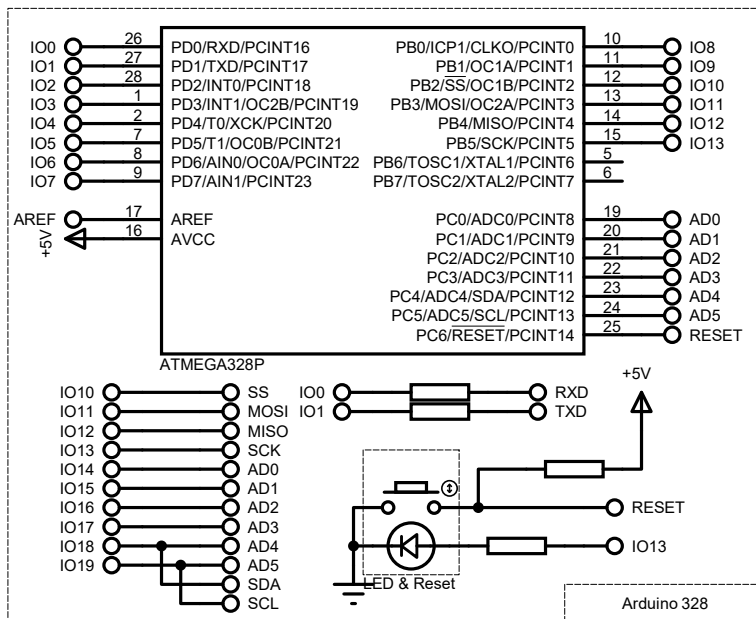 IO0 26 PD0/RXD/PCINT16 PB0/ICP1/CLKO/PCINT0 10 IO8
IO1 27 PD1/TXD/PCINT17 PB1/OC1A/PCINT1 11 IO9
IO2 28 PD2/INT0/PCINT18 PB2/SS/OC1B/PCINT2 12 IO10
IO3 1 PD3/INT1/OC2B/PCINT19 PB3/MOSI/OC2A/PCINT3 13 IO11
IO4 2 PD4/T0/XCK/PCINT20 PB4/MISO/PCINT4 14 IO12
IO5 7 PD5/T1/OC0B/PCINT21 PB5/SCK/PCINT5 15 IO13
IO6 8 PD6/AIN0/OC0A/PCINT22 PB6/TOSC1/XTAL1/PCINT6 5
IO7 9 PD7/AIN1/PCINT23 PB7/TOSC2/XTAL2/PCINT7 6
AREF 17 AREF PC0/ADC0/PCINT8 19 AD0
+5V 16 AVCC PC1/ADC1/PCINT9 20 AD1
PC2/ADC2/PCINT10 21 AD2
PC3/ADC3/PCINT11 22 AD3
PC4/ADC4/SDA/PCINT12 23 AD4
PC5/ADC5/SCL/PCINT13 24 AD5
PC6/RESET/PCINT14 25 RESET
ATMEGA328P
IO10 SS
IO11 MOSI
IO12 MISO
IO13 SCK
IO14 AD0
IO15 AD1
IO16 AD2
IO17 AD3
IO18 AD4
IO19 AD5
SDA
SCL
IO0 RXD
IO1 TXD
+5V
RESET
IO13
LED & Reset
Arduino 328